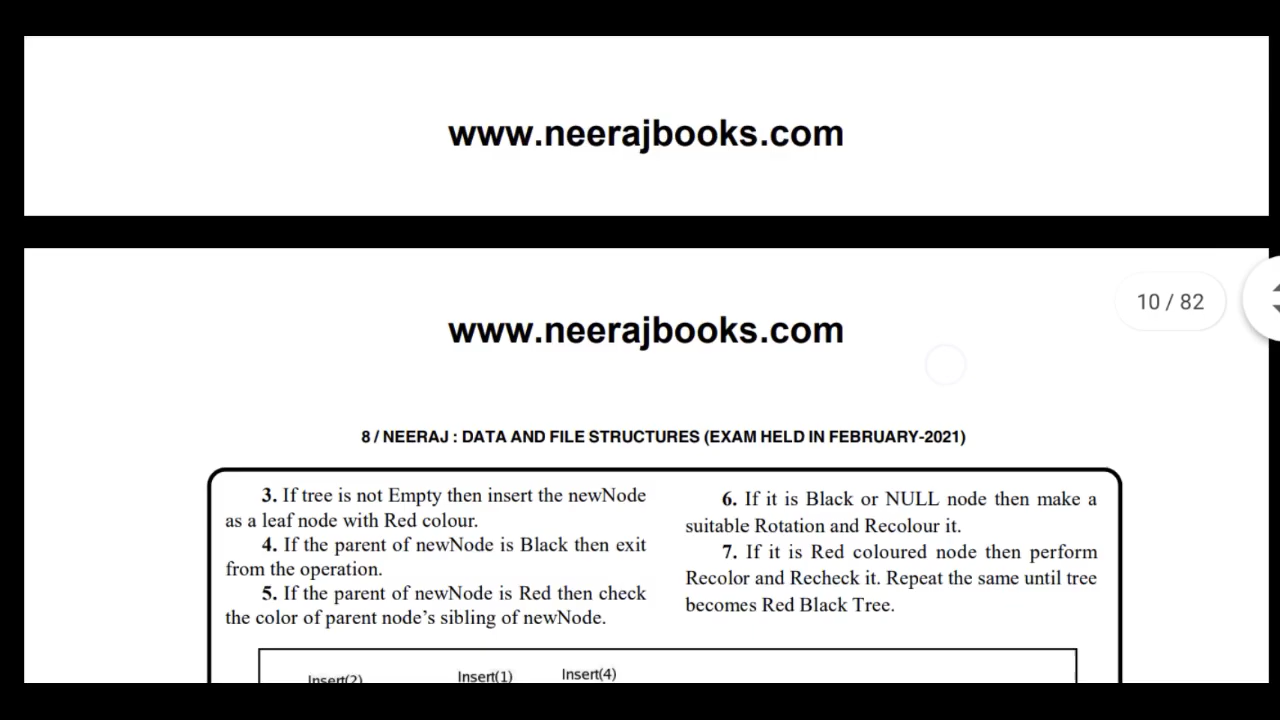 www.neerajbooks.com
10 / 82
www.neerajbooks.com
8 / NEERAJ : DATA AND FILE STRUCTURES (EXAM HELD IN FEBRUARY-2021)
3. If tree is not Empty then insert the newNode
as a leaf node with Red colour.
4. If the parent of newNode is Black then exit
from the operation.
5. If the parent of newNode is Red then check
the color of parent node's sibling of newNode.
6. If it is Black or NULL node then make a
suitable Rotation and Recolour it.
7. If it is Red coloured node then perform
Recolor and Recheck it. Repeat the same until tree
becomes Red Black Tree.
Insert(2) Insert(1) Insert(4)